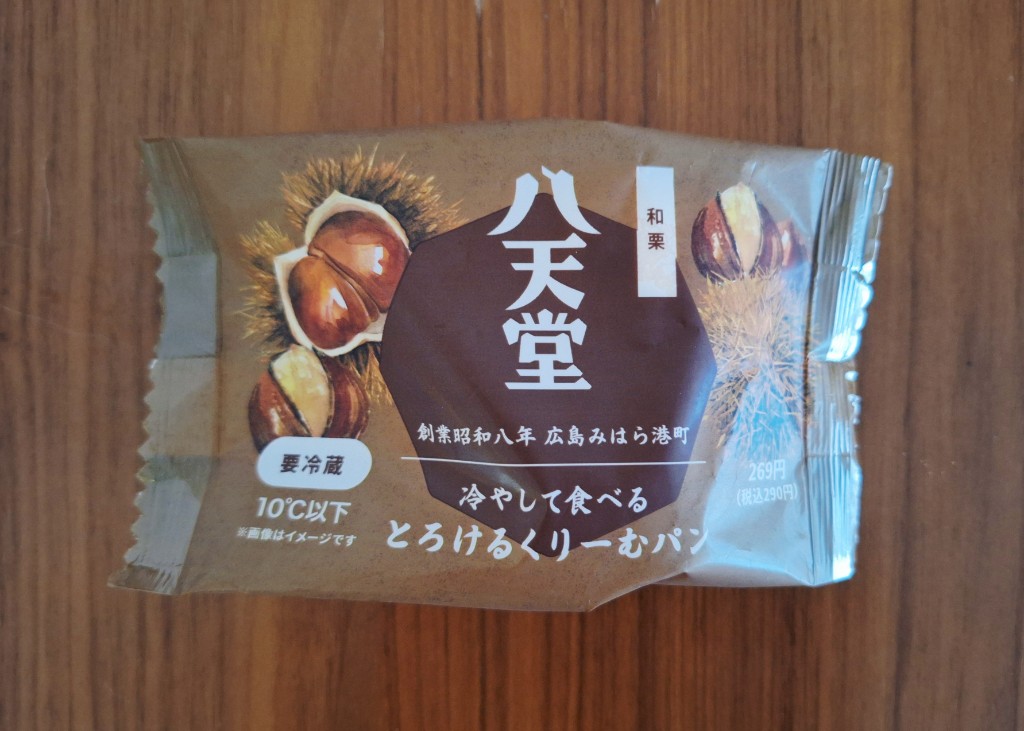 八天堂
和栗
創業昭和八年 広島みはら港町
冷やして食べる
とろけるくりーむパン
要冷蔵
10℃以下
※画像はイメージです
269円
(税込290円)